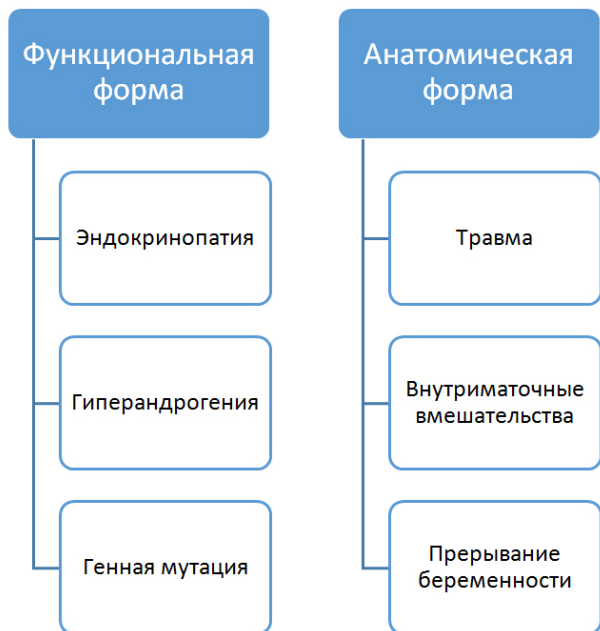 Функциональная
форма
Эндокринопатия
Гиперандрогения
Генная мутация
Анатомическая
форма
Травма
Внутриматочные
вмешательства
Прерывание
беременности